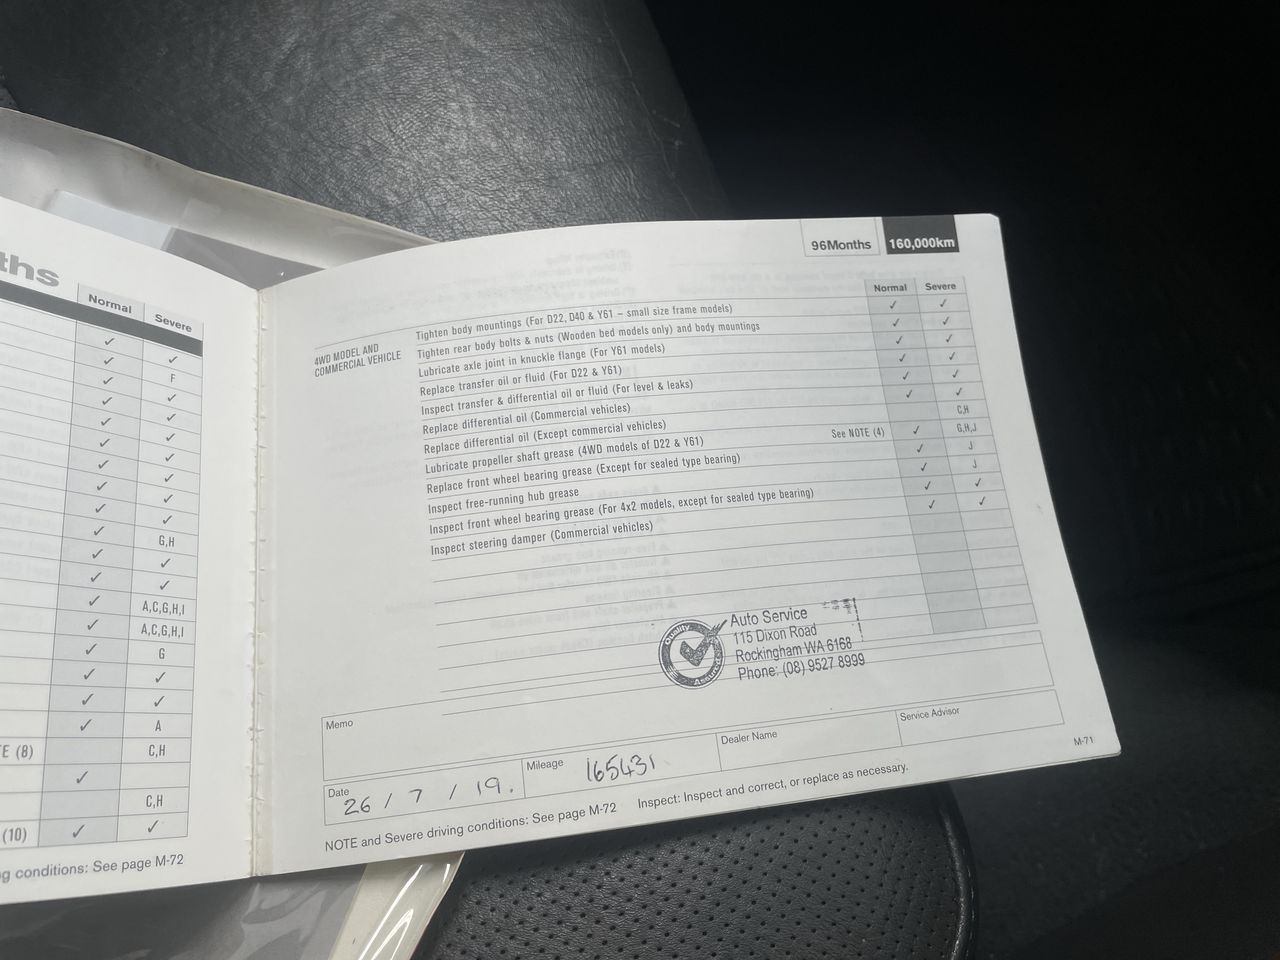 ths
Normal
Severe
F
G,H
A,C,G,H,I
A,C,G,H,I
G
A
E (8)
C,H
C,H
(10)
g conditions: See page M-72
96Months
160,000km
Normal
Severe
4WD MODEL AND
COMMERCIAL VEHICLE
Tighten body mountings (For D22, D40 & Y61 – small size frame models)
Tighten rear body bolts & nuts (Wooden bed models only) and body mountings
Lubricate axle joint in knuckle flange (For Y61 models)
Replace transfer oil or fluid (For D22 & Y61)
Inspect transfer & differential oil or fluid (For level & leaks)
Replace differential oil (Commercial vehicles)
Replace differential oil (Except commercial vehicles)
C,H
Lubricate propeller shaft grease (4WD models of D22 & Y61)
See NOTE (4)
G,H,J
Replace front wheel bearing grease (Except for sealed type bearing)
J
Inspect free-running hub grease
J
Inspect front wheel bearing grease (For 4x2 models, except for sealed type bearing)
Inspect steering damper (Commercial vehicles)
Quality
Assured
Auto Service
115 Dixon Road
Rockingham WA 6168
Phone: (08) 9527 8999
Memo
Date
26 / 7 / 19.
Mileage
165431
Dealer Name
Service Advisor
M-71
NOTE and Severe driving conditions: See page M-72
Inspect: Inspect and correct, or replace as necessary.